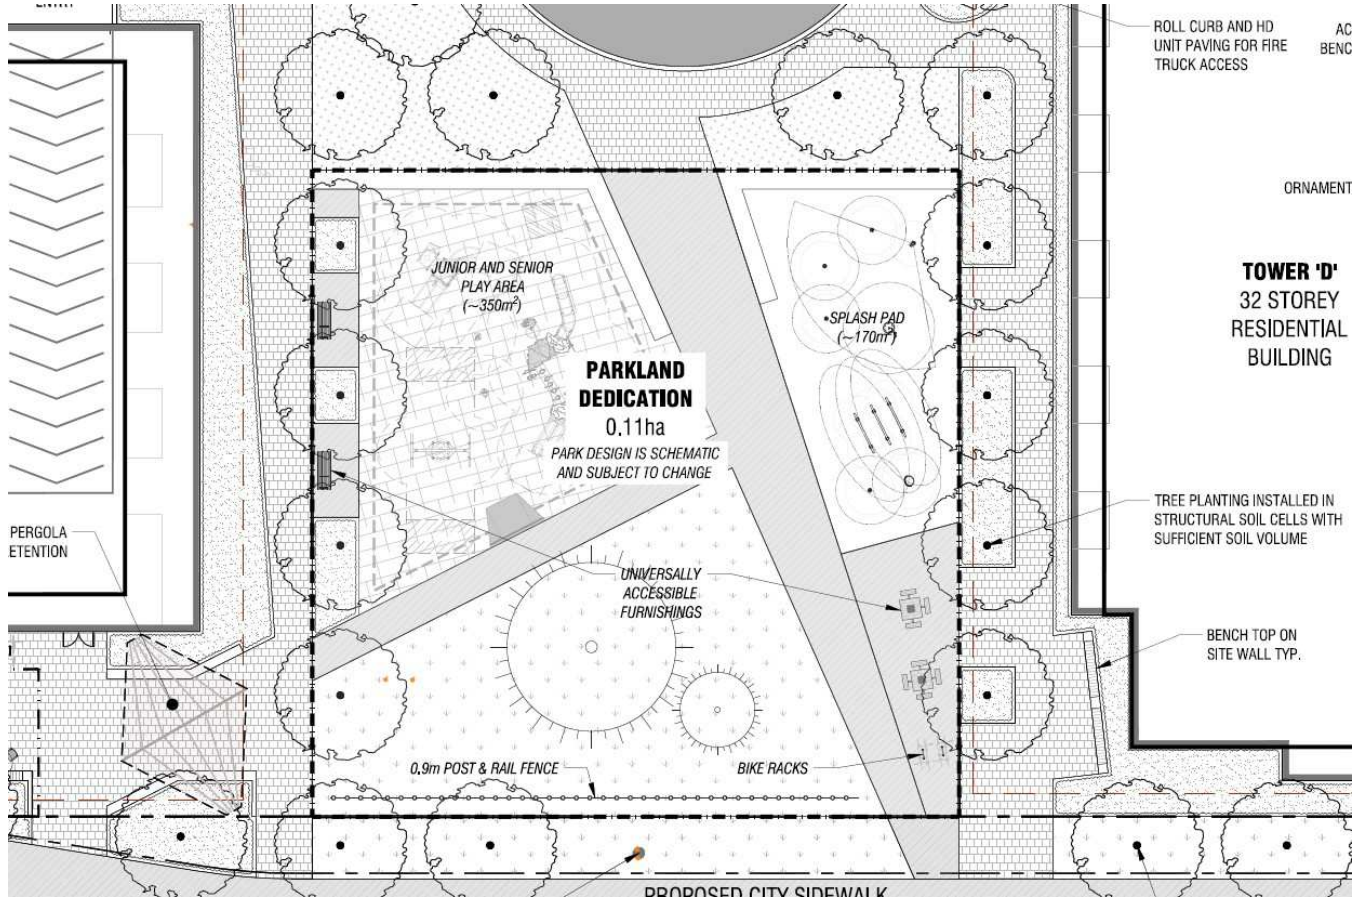 ENTRY
ROLL CURB AND HD
UNIT PAVING FOR FIRE
TRUCK ACCESS
AC
BENC
ORNAMENT
TOWER 'D'
32 STOREY
RESIDENTIAL
BUILDING
JUNIOR AND SENIOR
PLAY AREA
(~350m²)
SPLASH PAD
(~170m²)
PARKLAND
DEDICATION
0.11ha
PARK DESIGN IS SCHEMATIC
AND SUBJECT TO CHANGE
PERGOLA
ETENTION
TREE PLANTING INSTALLED IN
STRUCTURAL SOIL CELLS WITH
SUFFICIENT SOIL VOLUME
UNIVERSALLY
ACCESSIBLE
FURNISHINGS
BENCH TOP ON
SITE WALL TYP.
0.9m POST & RAIL FENCE
BIKE RACKS
PROPOSED CITY SIDEWALK